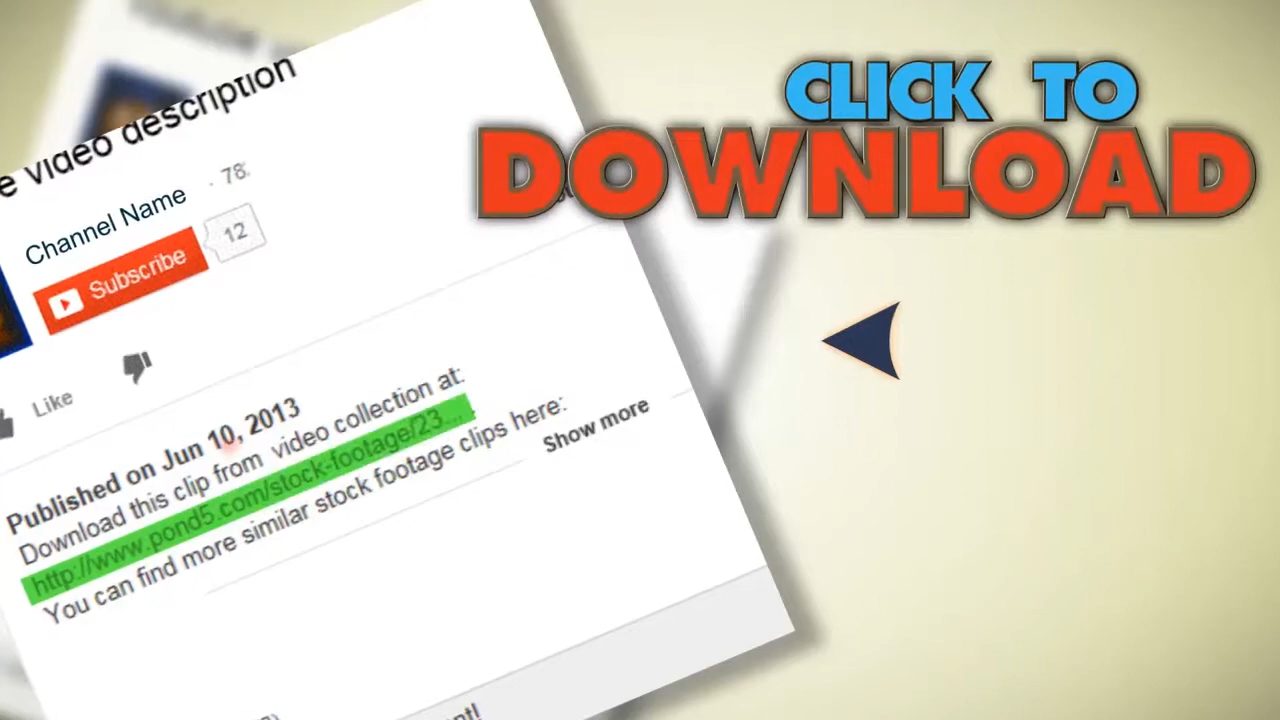 CLICK TO
DOWNLOAD
e video description
Channel Name
78
Subscribe
12
Like
Published on Jun 10, 2013
Download this clip from video collection at:
http://www.pond5.com/stock-footage/23...
You can find more similar stock footage clips here:
Show more